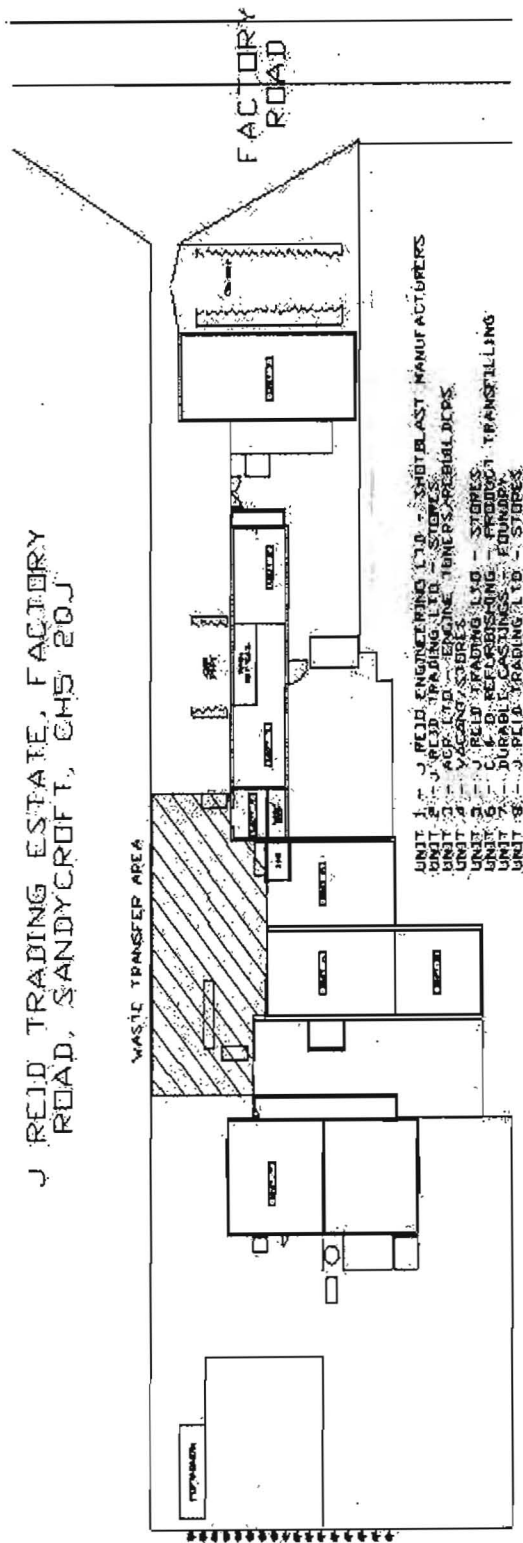 J REID TRADING ESTATE, FACTORY
ROAD, SANDYCROFT, CH5 2QJ
FACTORY
ROAD
WASTE TRANSFER AREA
UNIT 1 - J REID ENGINEERING LTD - SHOTBLAST MANUFACTURERS
UNIT 2 - J REID TRADING LTD - STORES
UNIT 3 - ACR LTD - ENGINE TUNERS/REBUILDERS
UNIT 4 - VACANT/STORES
UNIT 5 - J REID TRADING LTD - STORES
UNIT 6 - C & D REFURBISHING - PRODUCT TRANSFILLING
UNIT 7 - DURABLE CASTINGS - FOUNDRY
UNIT 8 - J REID TRADING LTD - STORES